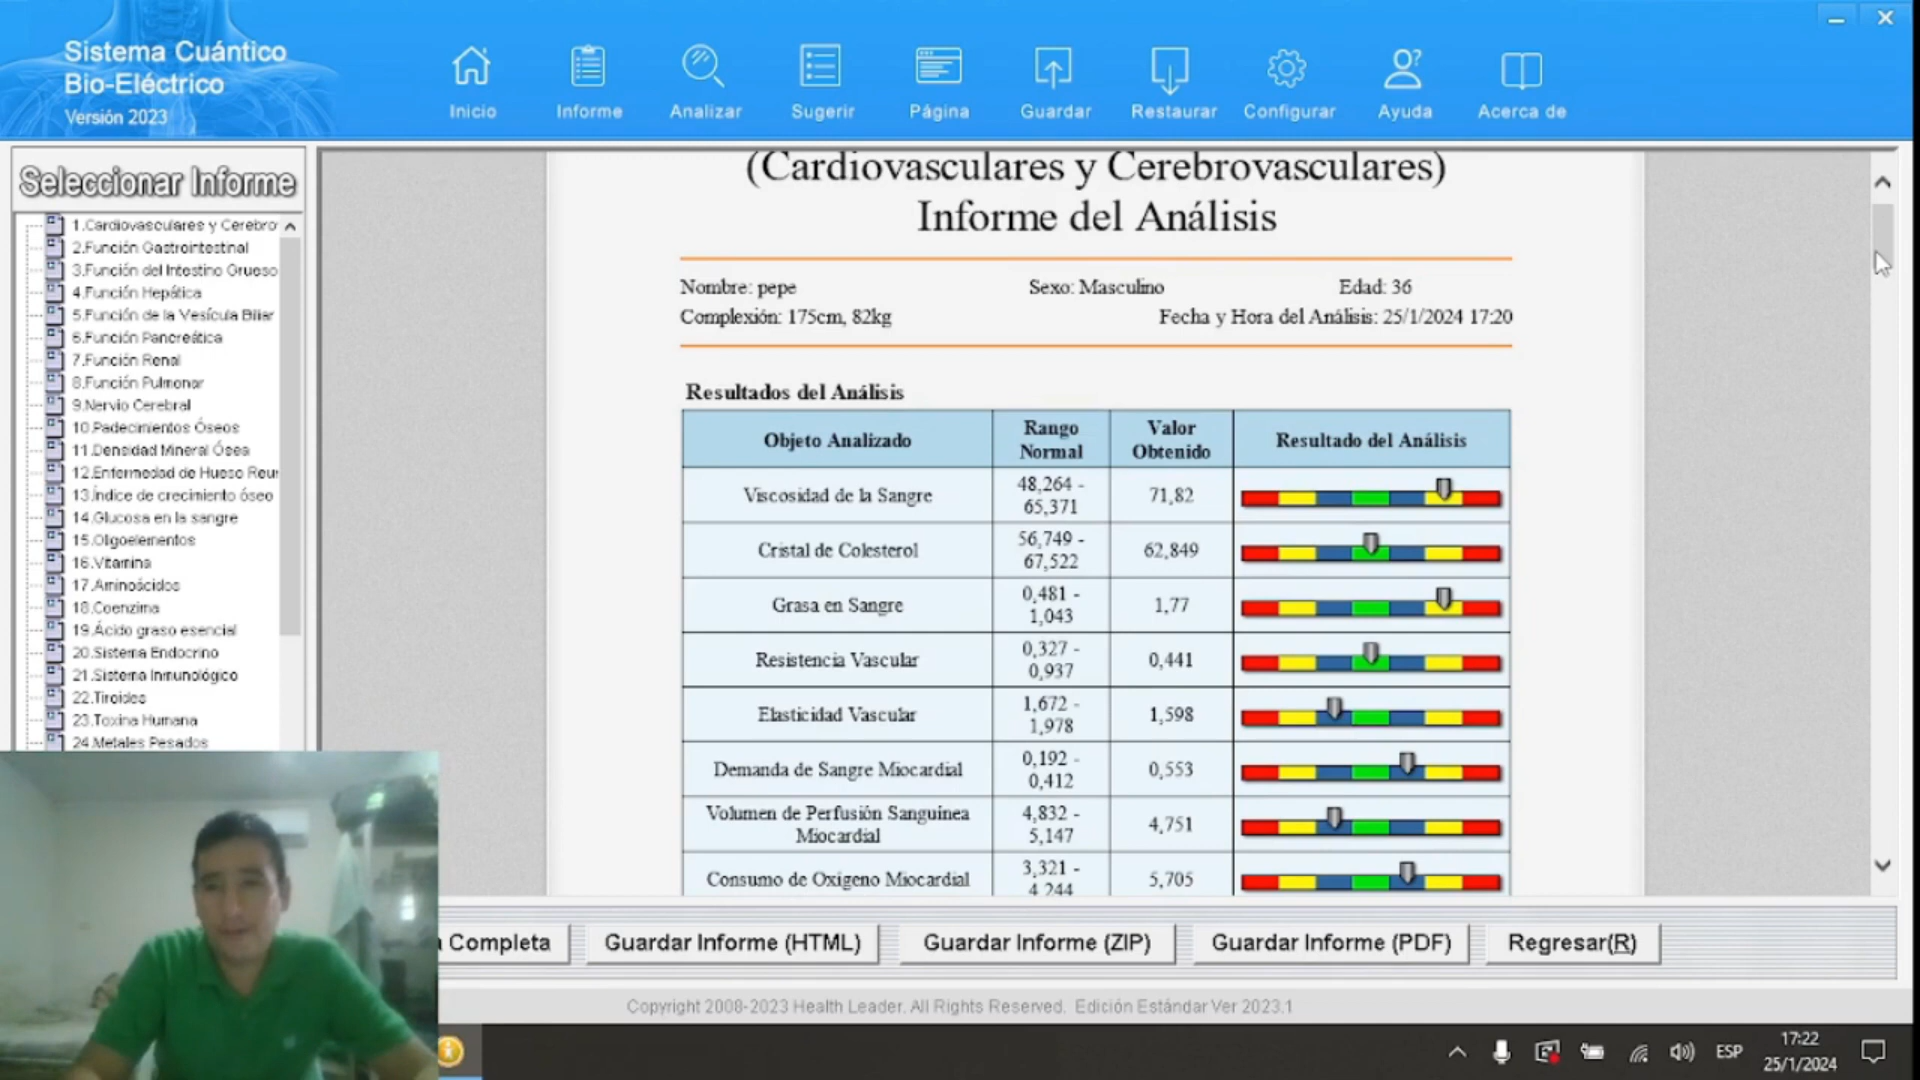 Sistema Cuántico
Bio-Eléctrico
Versión 2023
Inicio
Informe
Analizar
Sugerir
Página
Guardar
Restaurar
Configurar
Ayuda
Acerca de
Seleccionar Informe
1.Cardiovasculares y Cerebro
2.Función Gastrointestinal
3.Función del Intestino Grueso
4.Función Hepática
5.Función de la Vesícula Biliar
6.Función Pancreática
7.Función Renal
8.Función Pulmonar
9.Nervio Cerebral
10.Padecimientos Óseos
11.Densidad Mineral Ósea
12.Enfermedad de Hueso Reu
13.Índice de crecimiento óseo
14.Glucosa en la sangre
15.Oligoelementos
16.Vitamina
17.Aminoácidos
18.Coenzima
19.Ácido graso esencial
20.Sistema Endocrino
21.Sistema Inmunológico
22.Tiroides
23.Toxina Humana
24.Metales Pesados
(Cardiovasculares y Cerebrovasculares)
Informe del Análisis
Nombre: pepe Sexo: Masculino Edad: 36
Complexión: 175cm, 82kg Fecha y Hora del Análisis: 25/1/2024 17:20
Resultados del Análisis
Objeto Analizado Rango Normal Valor Obtenido Resultado del Análisis
Viscosidad de la Sangre 48,264 - 65,371 71,82
Cristal de Colesterol 56,749 - 67,522 62,849
Grasa en Sangre 0,481 - 1,043 1,77
Resistencia Vascular 0,327 - 0,937 0,441
Elasticidad Vascular 1,672 - 1,978 1,598
Demanda de Sangre Miocardial 0,192 - 0,412 0,553
Volumen de Perfusión Sanguínea Miocardial 4,832 - 5,147 4,751
Consumo de Oxigeno Miocardial 3,321 - 4,244 5,705
Completa
Guardar Informe (HTML)
Guardar Informe (ZIP)
Guardar Informe (PDF)
Regresar(R)
Copyright 2008-2023 Health Leader. All Rights Reserved. Edición Estándar Ver 2023.1
ESP
17:22
25/1/2024